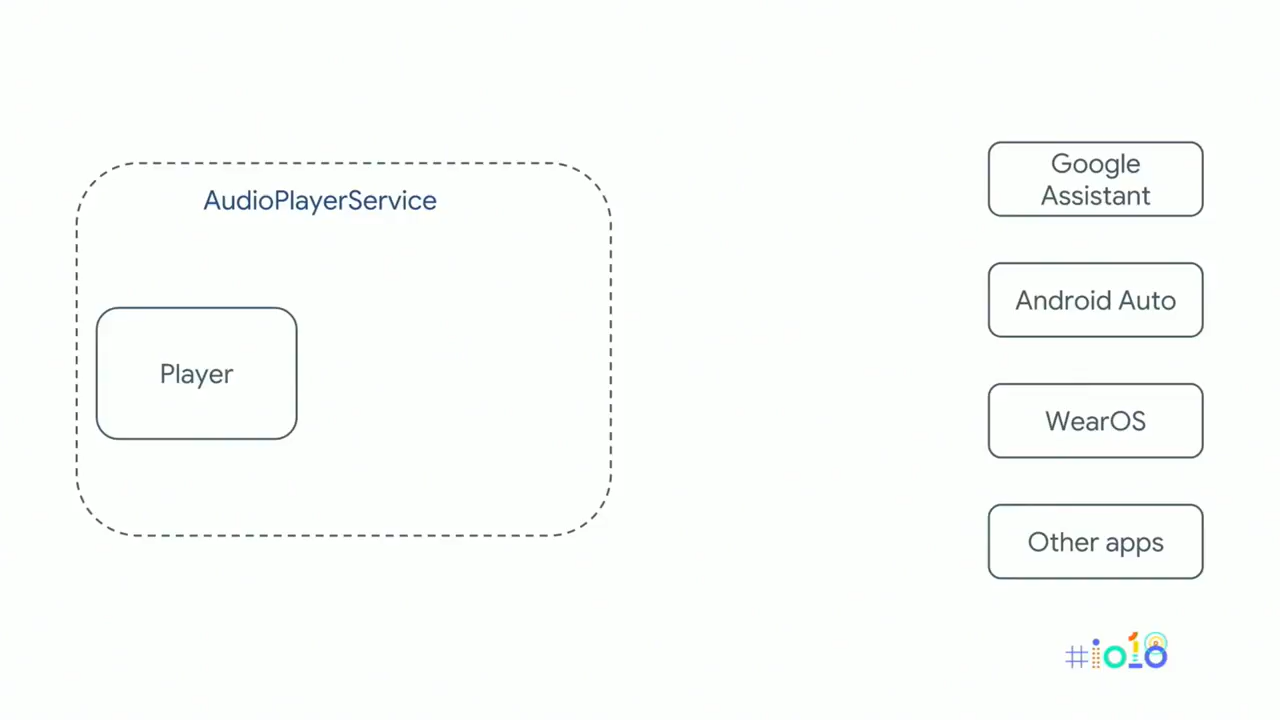 AudioPlayerService
Player
Google
Assistant
Android Auto
WearOS
Other apps
#io18